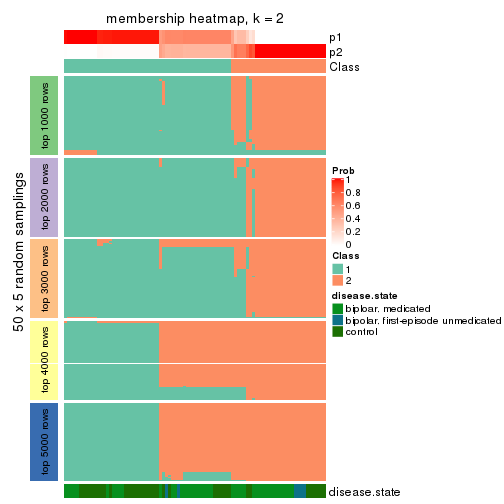 membership heatmap, k = 2
p1
p2
Class
50 x 5 random samplings
top 1000 rows
top 2000 rows
top 3000 rows
top 4000 rows
top 5000 rows
Prob
1
0.8
0.6
0.4
0.2
0
Class
1
2
disease.state
biploar. medicated
bipolar. first-episode unmedicated
control
disease.state